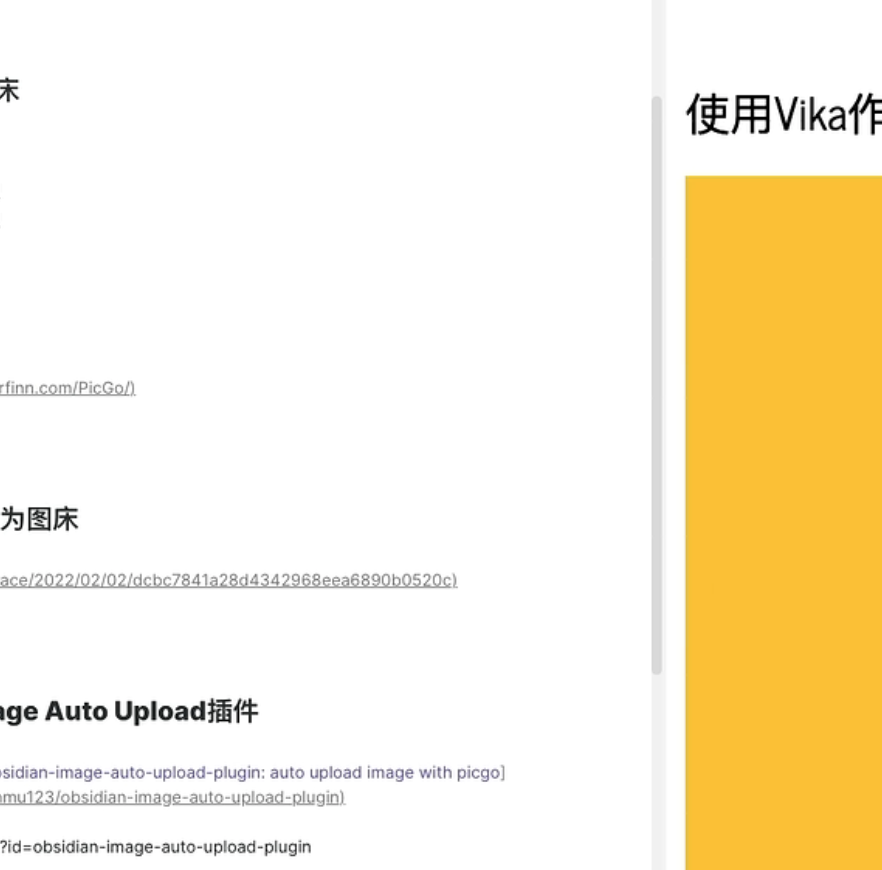 床
rfinn.com/PicGo/)
为图床
ace/2022/02/02/dcbc7841a28d4342968eea6890b0520c)
age Auto Upload插件
bsidian-image-auto-upload-plugin: auto upload image with picgo]
amu123/obsidian-image-auto-upload-plugin)
?id=obsidian-image-auto-upload-plugin
使用Vika作